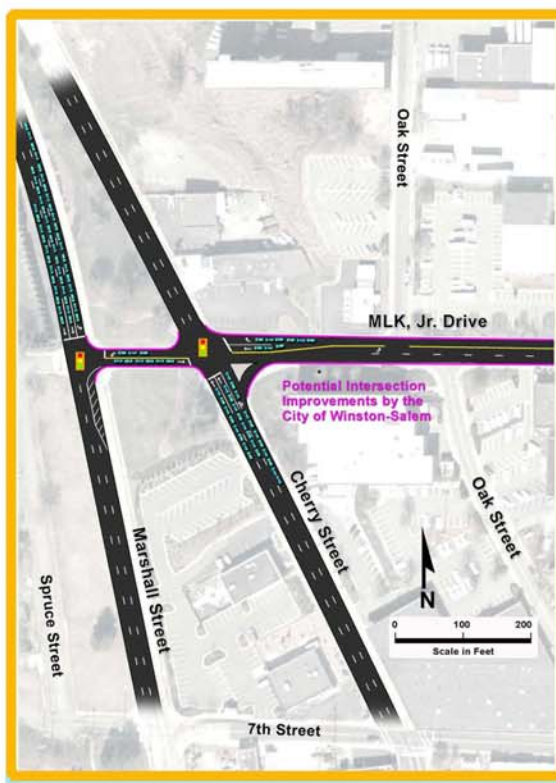 Oak Street
MLK, Jr. Drive
Potential Intersection
Improvements by the
City of Winston-Salem
Cherry Street
Oak Street
Marshall Street
Spruce Street
N
0 100 200
Scale in Feet
7th Street